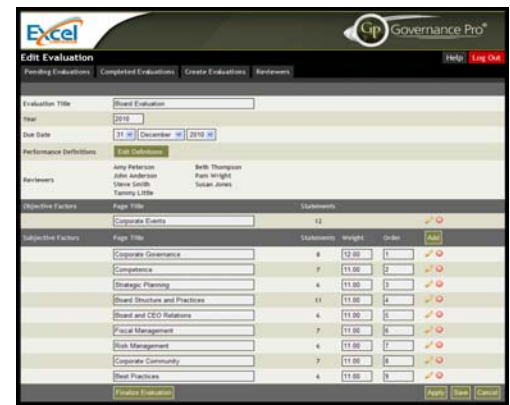 Excel
Gp Governance Pro®
Edit Evaluation
Help Log Out
Pending Evaluations Completed Evaluations Create Evaluations Reviewers
Evaluation Title Board Evaluation
Year 2010
Due Date 31 December 2010
Performance Definitions Edit Definitions
Reviewers
Amy Peterson Beth Thompson
John Anderson Pam Wright
Steve Smith Susan Jones
Tammy Little
Objective Factors Page Title Statements
Corporate Events 12
Subjective Factors Page Title Statements Weight Order Add
Corporate Governance 8 12.00 1
Competence 7 11.00 2
Strategic Planning 6 11.00 3
Board Structure and Practices 11 11.00 4
Board and CEO Relations 6 11.00 5
Fiscal Management 7 11.00 6
Risk Management 6 11.00 7
Corporate Community 7 11.00 8
Best Practices 4 11.00 9
Finalize Evaluation Apply Save Cancel